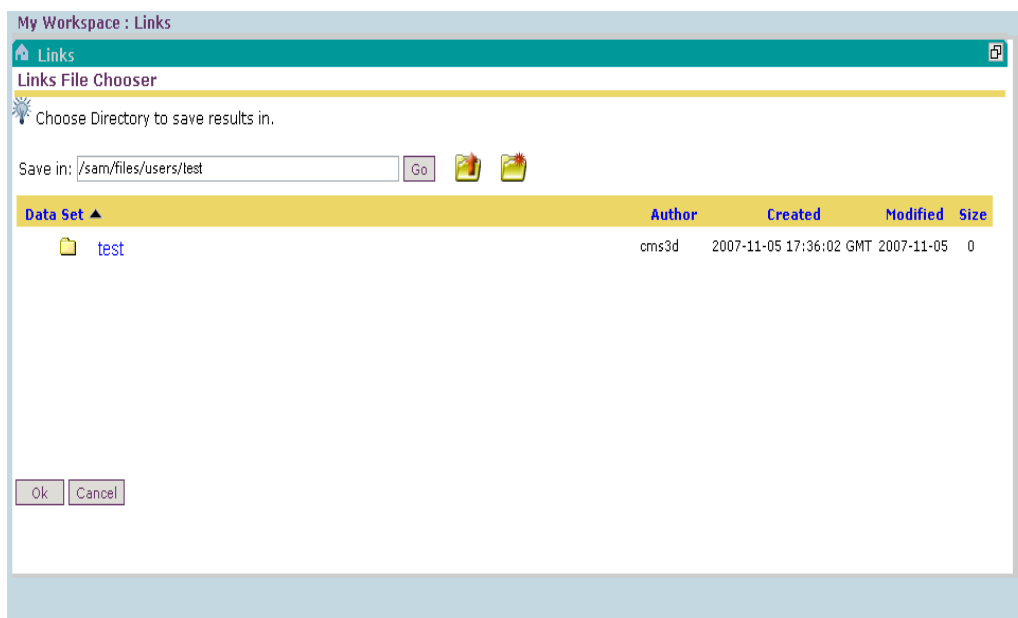 My Workspace : Links
Links
Links File Chooser
Choose Directory to save results in.
Save in: /sam/files/users/test Go
Data Set Author Created Modified Size
test cms3d 2007-11-05 17:36:02 GMT 2007-11-05 0
Ok Cancel